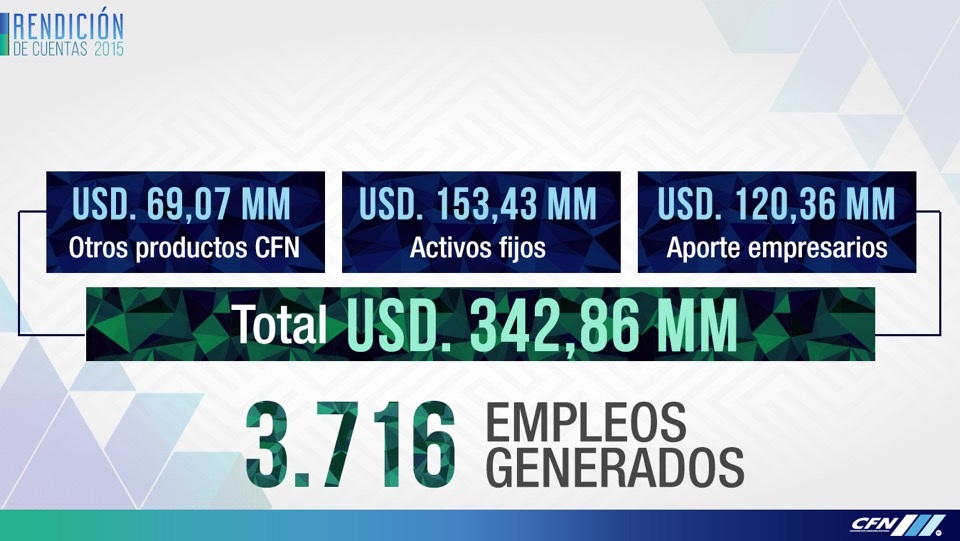 RENDICIÓN
DE CUENTAS 2015
USD. 69,07 MM
Otros productos CFN
USD. 153,43 MM
Activos fijos
USD. 120,36 MM
Aporte empresarios
Total USD. 342,86 MM
3.716
EMPLEOS
GENERADOS
CFN